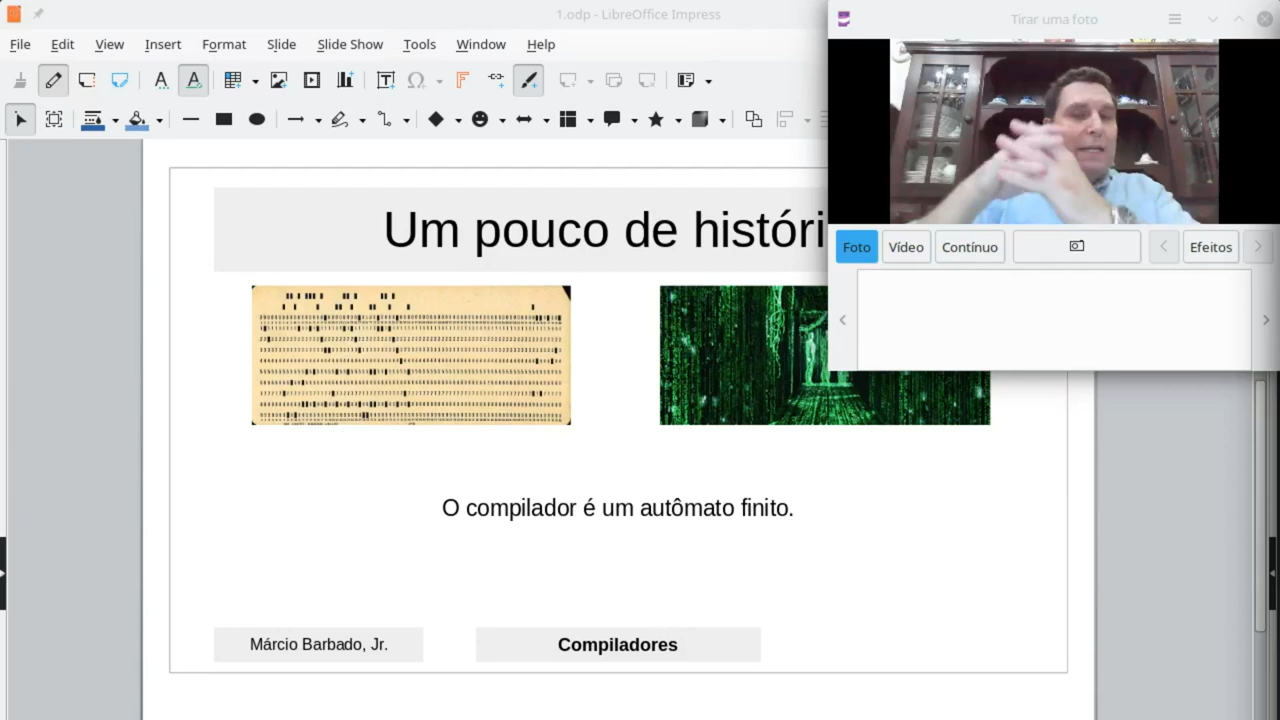 1.odp - LibreOffice Impress
Tirar uma foto
File Edit View Insert Format Slide Slide Show Tools Window Help
Um pouco de históri
Foto Vídeo Contínuo Efeitos
O compilador é um autômato finito.
Márcio Barbado, Jr.
Compiladores